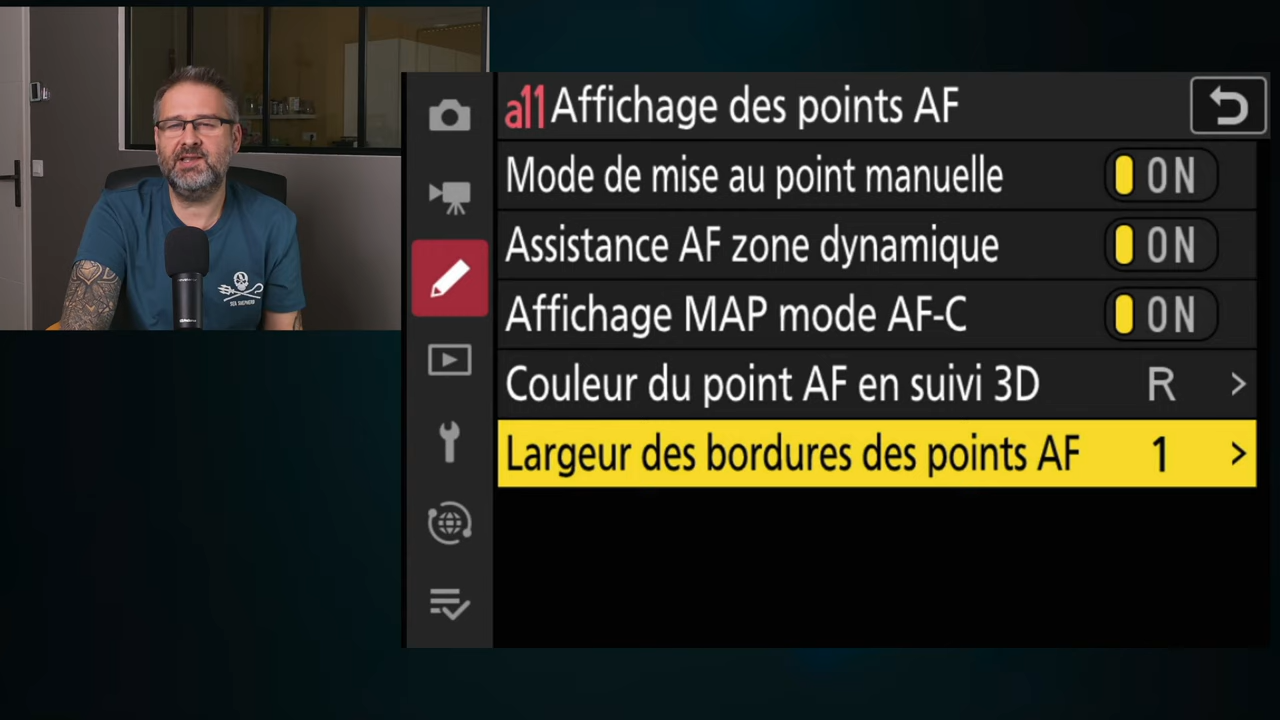 a11 Affichage des points AF
Mode de mise au point manuelle ON
Assistance AF zone dynamique ON
Affichage MAP mode AF-C ON
Couleur du point AF en suivi 3D R >
Largeur des bordures des points AF 1 >